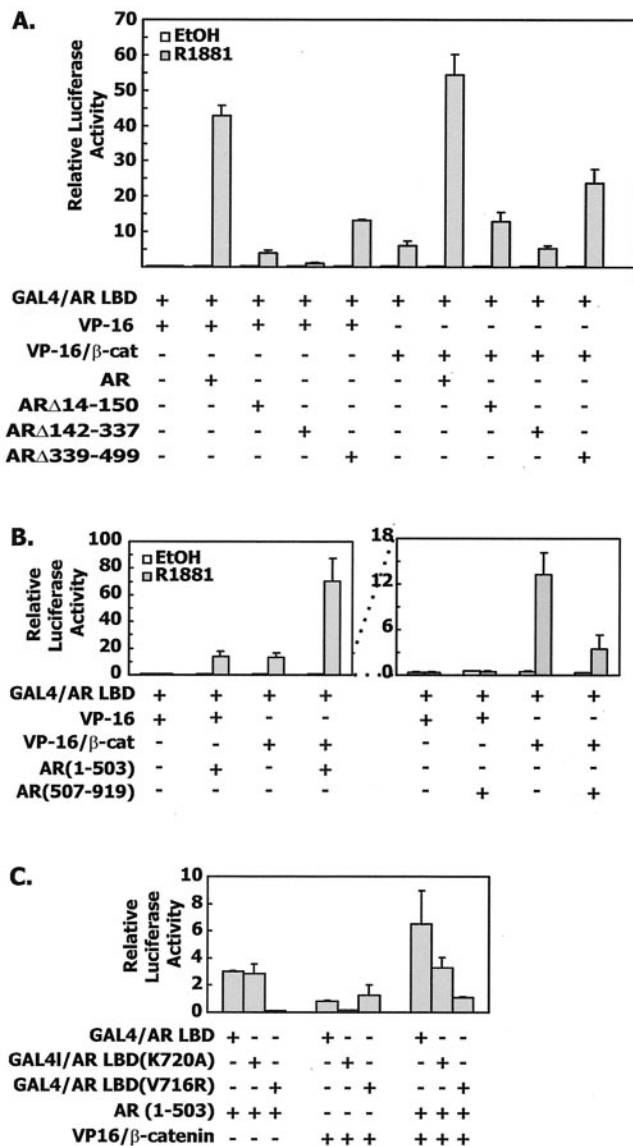 A.
EtOH
R1881
Relative Luciferase
Activity
70
60
50
40
30
20
10
GAL4/AR LBD + + + + + + + + + +
VP-16 + + + + + - - - - -
VP-16/β-cat - - - - - + + + + +
AR - + - - - - + - - -
ARΔ14-150 - - + - - - - + - -
ARΔ142-337 - - - + - - - - + -
ARΔ339-499 - - - - + - - - - +
B.
EtOH
R1881
Relative
Luciferase
Activity
100
80
60
40
20
0
18
12
6
0
GAL4/AR LBD + + + + + + + +
VP-16 + + - - + + - -
VP-16/β-cat - - + + - - + +
AR(1-503) - + - + - - - -
AR(507-919) - - - - - + - +
C.
Relative
Luciferase
Activity
10
8
6
4
2
0
GAL4/AR LBD + - - + - - + - -
GAL4I/AR LBD(K720A) - + - - + - - + -
GAL4/AR LBD(V716R) - - + - - + - - +
AR (1-503) + + + - - - + + +
VP16/β-catenin - - - + + + + + +